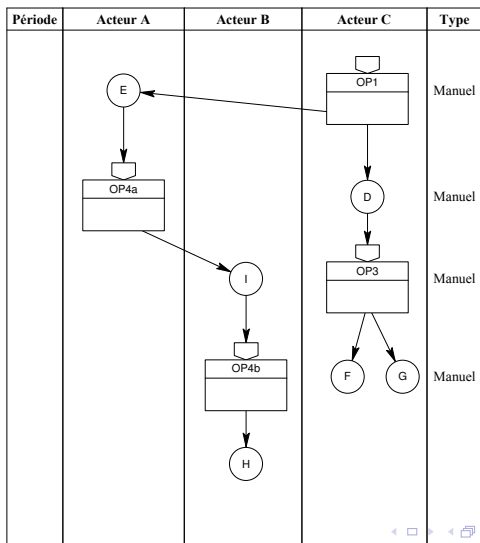 Période Acteur A Acteur B Acteur C Type
OP1
E
Manuel
OP4a
D
Manuel
OP3
I
Manuel
OP4b
F
G
Manuel
H